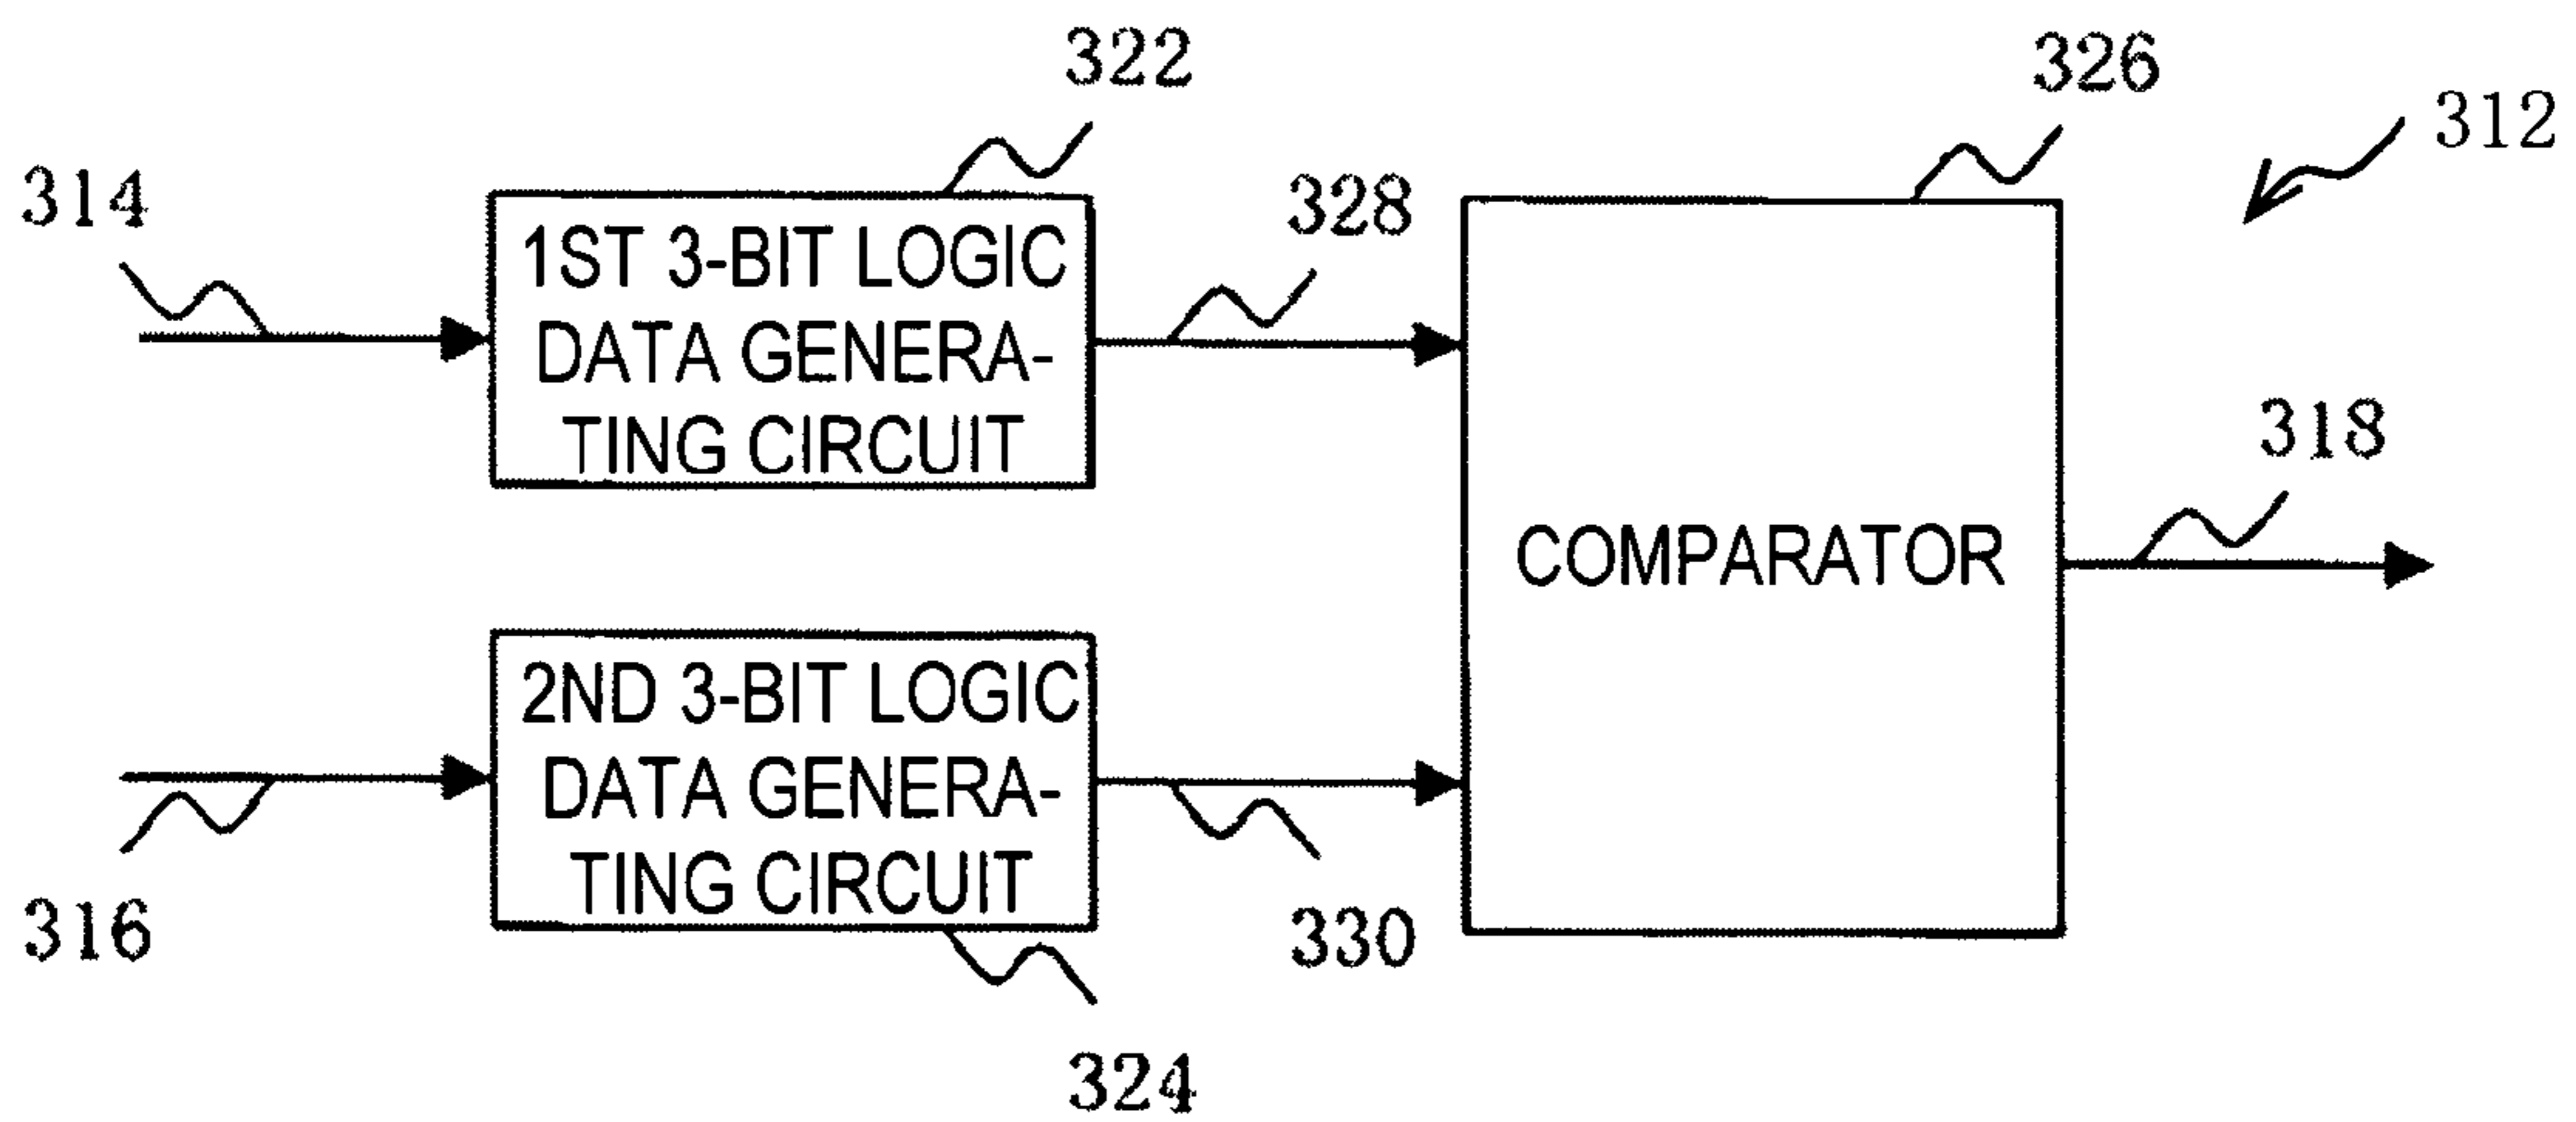 322
326
312
314
328
1ST 3-BIT LOGIC
DATA GENERA-
TING CIRCUIT
318
COMPARATOR
2ND 3-BIT LOGIC
DATA GENERA-
TING CIRCUIT
316
330
324